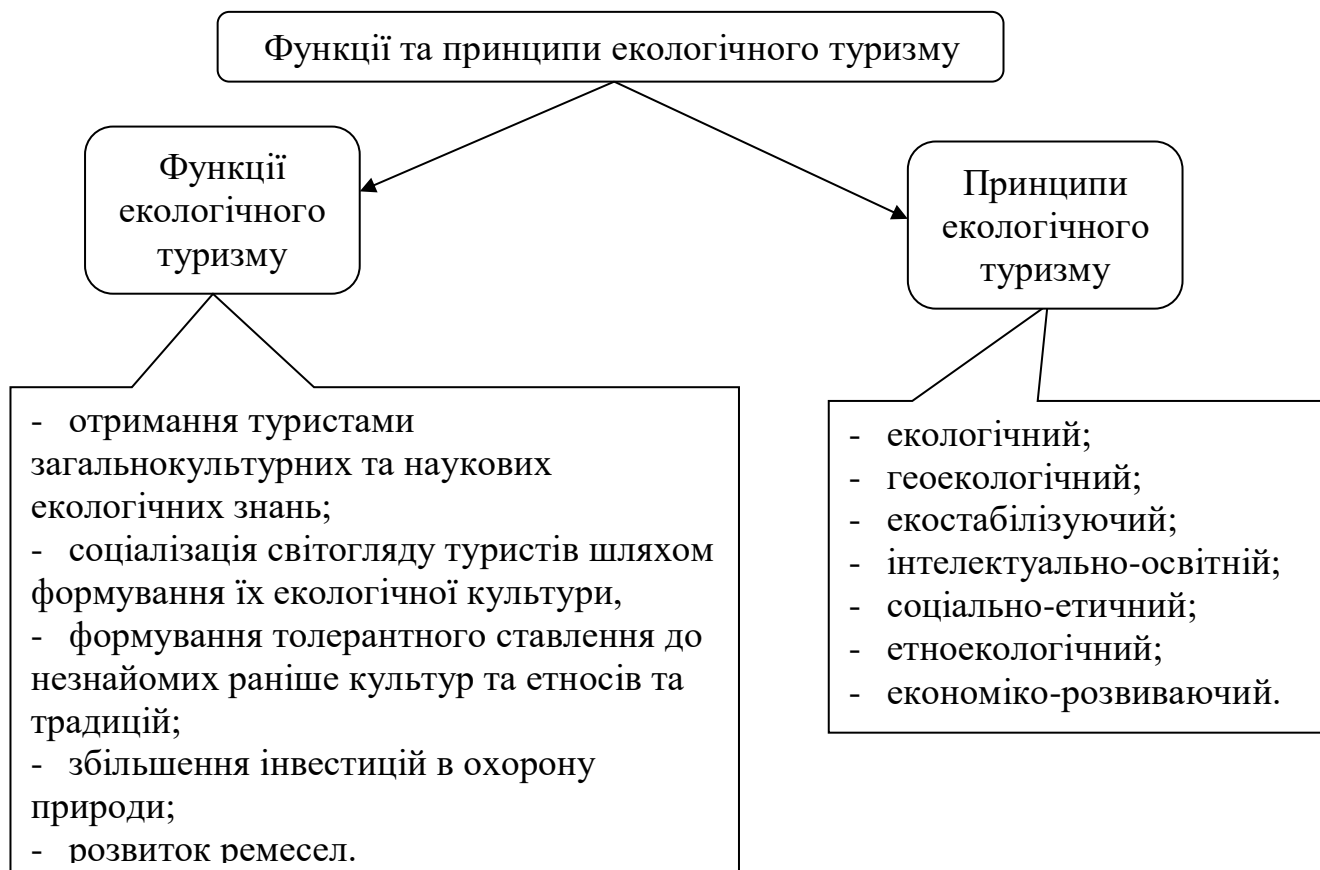 Функції та принципи екологічного туризму
Функції
екологічного
туризму
Принципи
екологічного
туризму
- отримання туристами
загальнокультурних та наукових
екологічних знань;
- соціалізація світогляду туристів шляхом
формування їх екологічної культури,
- формування толерантного ставлення до
незнайомих раніше культур та етносів та
традицій;
- збільшення інвестицій в охорону
природи;
- розвиток ремесел.
- екологічний;
- геоекологічний;
- екостабілізуючий;
- інтелектуально-освітній;
- соціально-етичний;
- етноекологічний;
- економіко-розвиваючий.